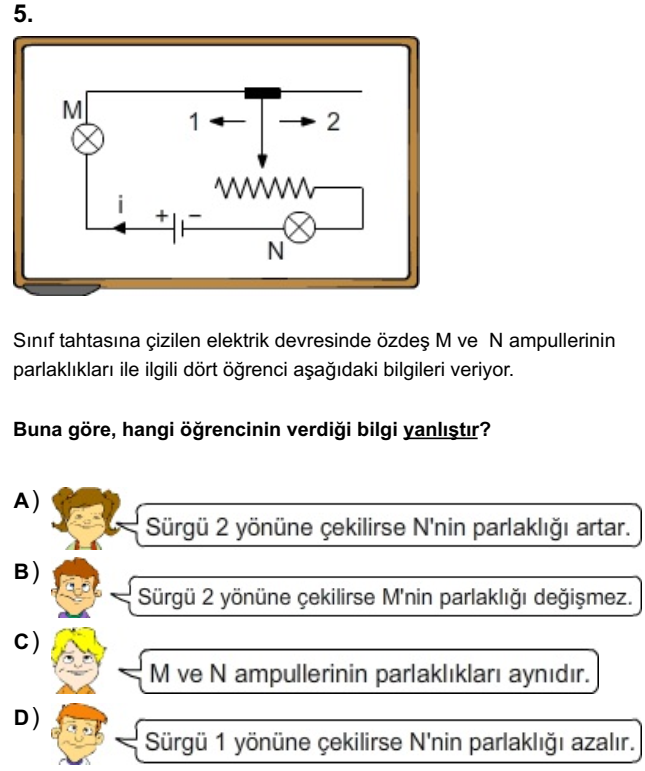 5.
M
1 2
i
+ −
N
Sınıf tahtasına çizilen elektrik devresinde özdeş M ve N ampullerinin
parlaklıkları ile ilgili dört öğrenci aşağıdaki bilgileri veriyor.
Buna göre, hangi öğrencinin verdiği bilgi yanlıştır?
A) Sürgü 2 yönüne çekilirse N'nin parlaklığı artar.
B) Sürgü 2 yönüne çekilirse M'nin parlaklığı değişmez.
C) M ve N ampullerinin parlaklıkları aynıdır.
D) Sürgü 1 yönüne çekilirse N'nin parlaklığı azalır.